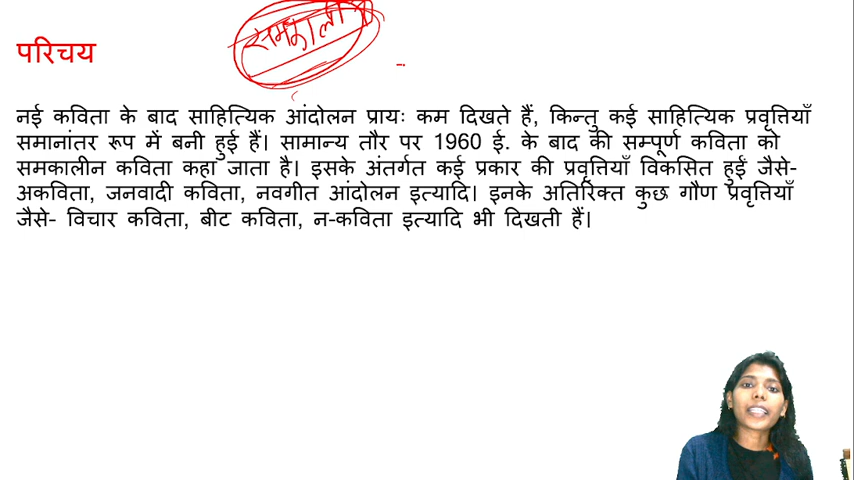 समकालीन
परिचय
नई कविता के बाद साहित्यिक आंदोलन प्रायः कम दिखते हैं, किन्तु कई साहित्यिक प्रवृत्तियाँ
समानांतर रूप में बनी हुई हैं। सामान्य तौर पर 1960 ई. के बाद की सम्पूर्ण कविता को
समकालीन कविता कहा जाता है। इसके अंतर्गत कई प्रकार की प्रवृत्तियाँ विकसित हुईं जैसे-
अकविता, जनवादी कविता, नवगीत आंदोलन इत्यादि। इनके अतिरिक्त कुछ गौण प्रवृत्तियाँ
जैसे- विचार कविता, बीट कविता, न-कविता इत्यादि भी दिखती हैं।